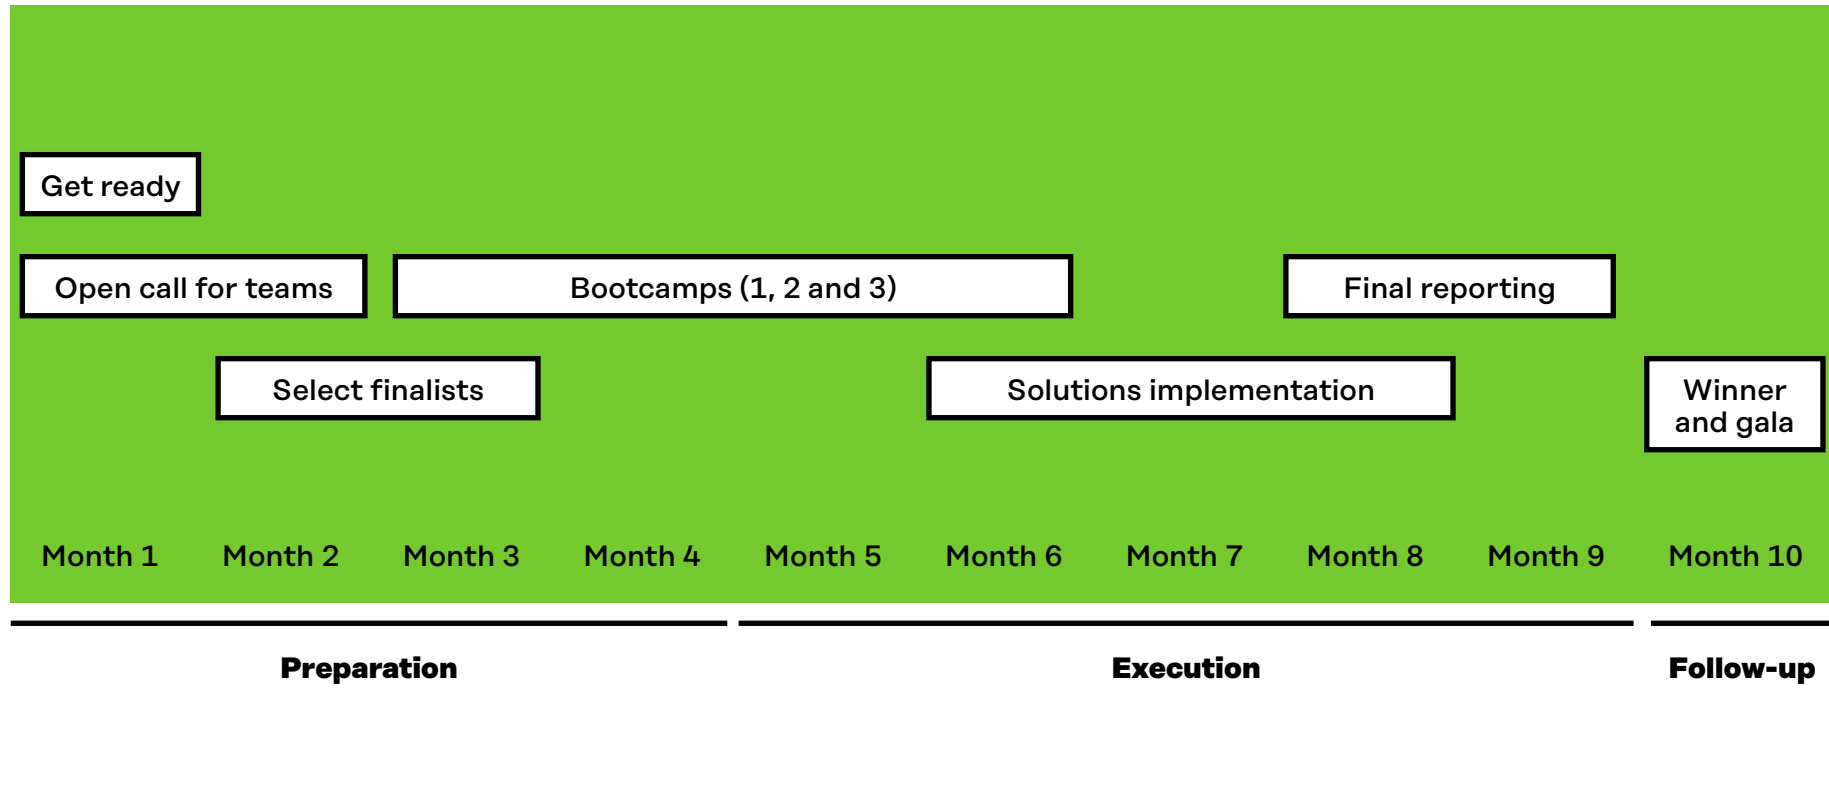 Get ready
Open call for teams
Bootcamps (1, 2 and 3)
Final reporting
Select finalists
Solutions implementation
Winner
and gala
Month 1
Month 2
Month 3
Month 4
Month 5
Month 6
Month 7
Month 8
Month 9
Month 10
Preparation
Execution
Follow-up